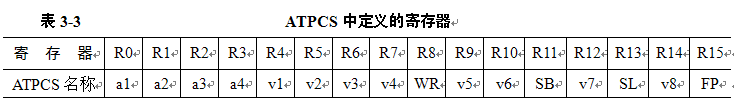 表 3-3 ATPCS 中定义的寄存器
寄 存 器 R0 R1 R2 R3 R4 R5 R6 R7 R8 R9 R10 R11 R12 R13 R14 R15
ATPCS 名称 a1 a2 a3 a4 v1 v2 v3 v4 WR v5 v6 SB v7 SL v8 FP